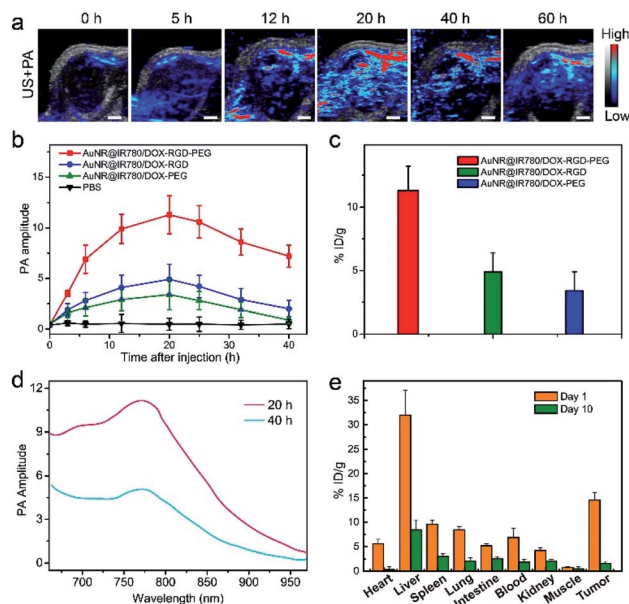 a
0 h 5 h 12 h 20 h 40 h 60 h
US+PA
High
Low
b
AuNR@IR780/DOX-RGD-PEG
AuNR@IR780/DOX-RGD
AuNR@IR780/DOX-PEG
PBS
PA amplitude
15
10
5
0
0 10 20 30 40
Time after injection (h)
c
AuNR@IR780/DOX-RGD-PEG
AuNR@IR780/DOX-RGD
AuNR@IR780/DOX-PEG
% ID/g
10
5
0
d
20 h
40 h
PA Amplitude
12
9
6
3
0
700 750 800 850 900 950
Wavelength (nm)
e
Day 1
Day 10
% ID/g
35
30
25
20
15
10
5
0
Heart Liver Spleen Lung Intestine Blood Kidney Muscle Tumor